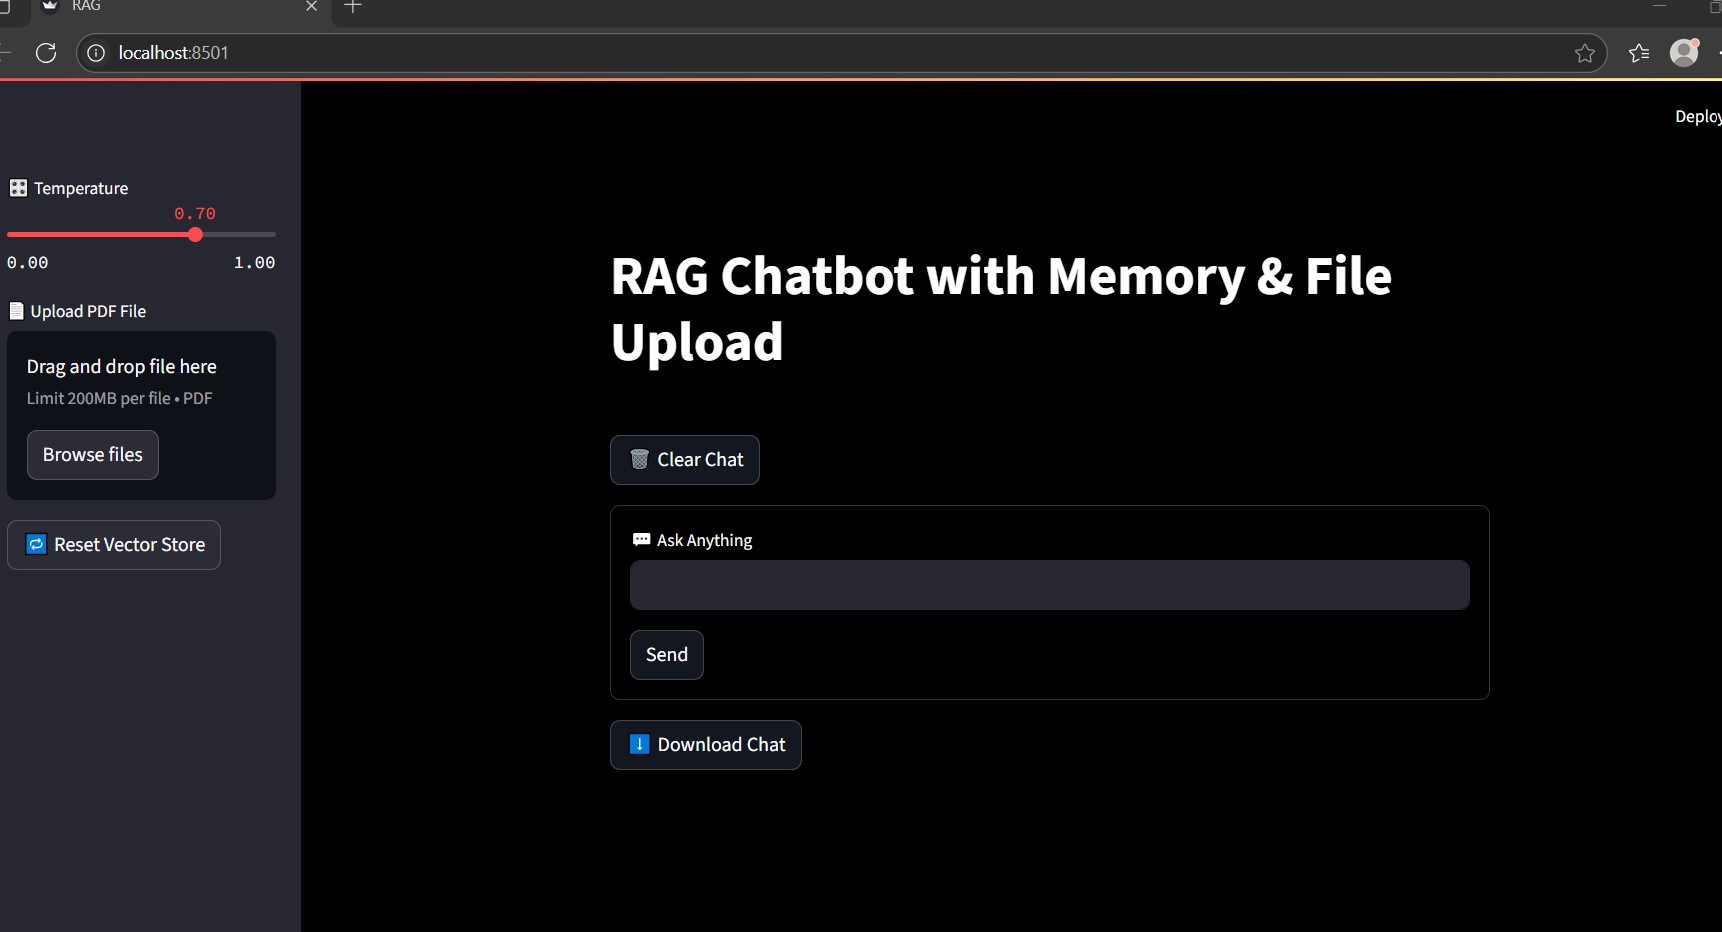 RAG
localhost:8501
Deploy
Temperature
0.70
0.00 1.00
Upload PDF File
Drag and drop file here
Limit 200MB per file • PDF
Browse files
Reset Vector Store
RAG Chatbot with Memory & File
Upload
Clear Chat
Ask Anything
Send
Download Chat